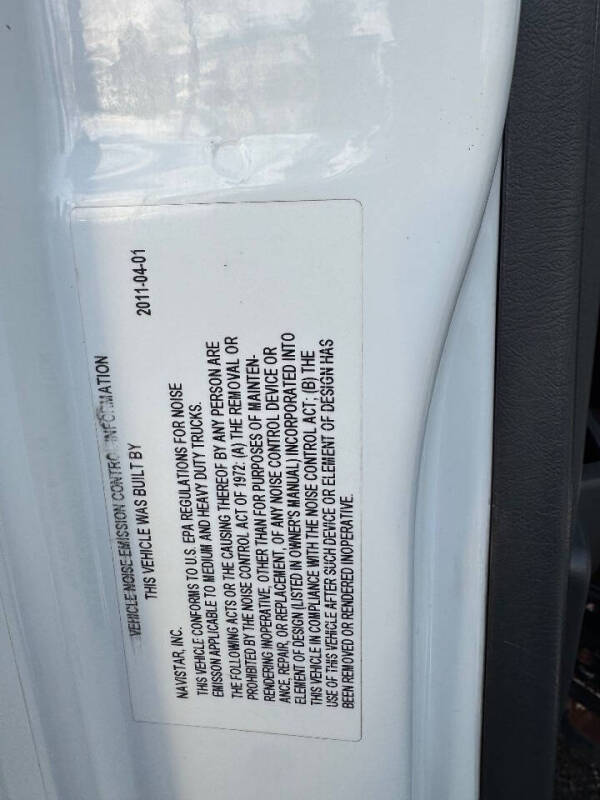 VEHICLE NOISE EMISSION CONTROL INFORMATION
THIS VEHICLE WAS BUILT BY 2011-04-01
NAVISTAR, INC.
THIS VEHICLE CONFORMS TO U.S. EPA REGULATIONS FOR NOISE
EMISSON APPLICABLE TO MEDIUM AND HEAVY DUTY TRUCKS.
THE FOLLOWING ACTS OR THE CAUSING THEREOF BY ANY PERSON ARE
PROHIBITED BY THE NOISE CONTROL ACT OF 1972: (A) THE REMOVAL OR
RENDERING INOPERATIVE, OTHER THAN FOR PURPOSES OF MAINTEN-
ANCE, REPAIR, OR REPLACEMENT, OF ANY NOISE CONTROL DEVICE OR
ELEMENT OF DESIGN (LISTED IN OWNER'S MANUAL) INCORPORATED INTO
THIS VEHICLE IN COMPLIANCE WITH THE NOISE CONTROL ACT; (B) THE
USE OF THIS VEHICLE AFTER SUCH DEVICE OR ELEMENT OF DESIGN HAS
BEEN REMOVED OR RENDERED INOPERATIVE.